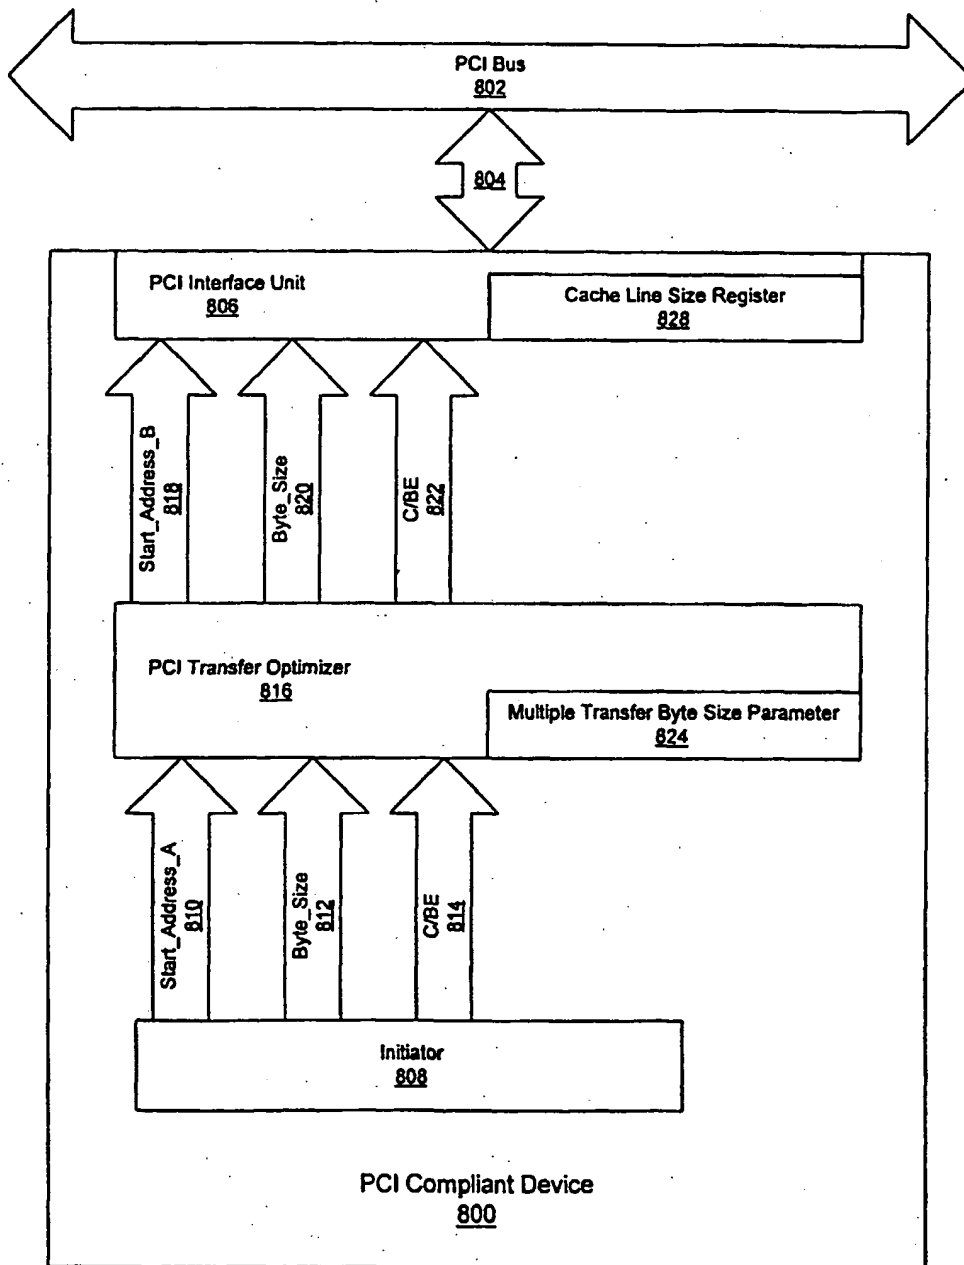 PCI Bus
802
804
PCI Interface Unit
806
Cache Line Size Register
828
Start_Address_B
818
Byte_Size
820
C/BE
822
PCI Transfer Optimizer
816
Multiple Transfer Byte Size Parameter
824
Start_Address_A
810
Byte_Size
812
C/BE
814
Initiator
808
PCI Compliant Device
800